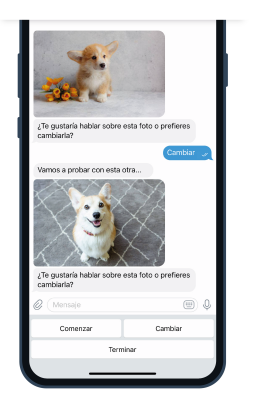 ¿Te gustaría hablar sobre esta foto o prefieres
cambiarla?
Cambiar
Vamos a probar con esta otra...
¿Te gustaría hablar sobre esta foto o prefieres
cambiarla?
Mensaje
Comenzar
Cambiar
Terminar